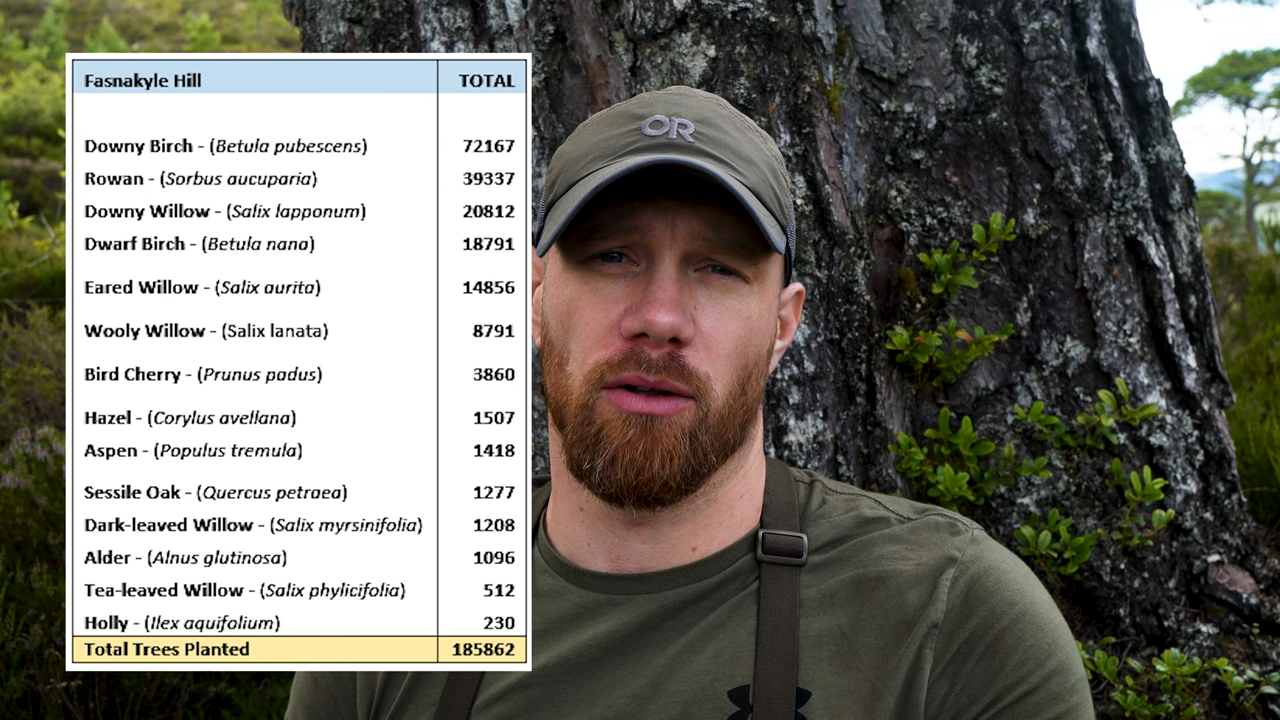 Fasnakyle Hill TOTAL
Downy Birch - (Betula pubescens) 72167
Rowan - (Sorbus aucuparia) 39337
Downy Willow - (Salix lapponum) 20812
Dwarf Birch - (Betula nana) 18791
Eared Willow - (Salix aurita) 14856
Wooly Willow - (Salix lanata) 8791
Bird Cherry - (Prunus padus) 3860
Hazel - (Corylus avellana) 1507
Aspen - (Populus tremula) 1418
Sessile Oak - (Quercus petraea) 1277
Dark-leaved Willow - (Salix myrsinifolia) 1208
Alder - (Alnus glutinosa) 1096
Tea-leaved Willow - (Salix phylicifolia) 512
Holly - (Ilex aquifolium) 230
Total Trees Planted 185862
OR